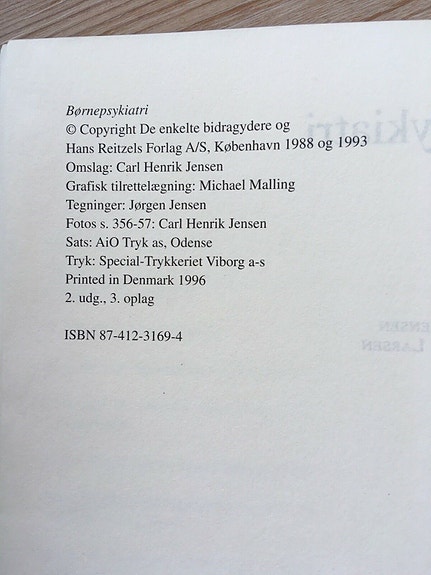 Børnepsykiatri
© Copyright De enkelte bidragydere og
Hans Reitzels Forlag A/S, København 1988 og 1993
Omslag: Carl Henrik Jensen
Grafisk tilrettelægning: Michael Malling
Tegninger: Jørgen Jensen
Fotos s. 356-57: Carl Henrik Jensen
Sats: AiO Tryk as, Odense
Tryk: Special-Trykkeriet Viborg a-s
Printed in Denmark 1996
2. udg., 3. oplag
ISBN 87-412-3169-4